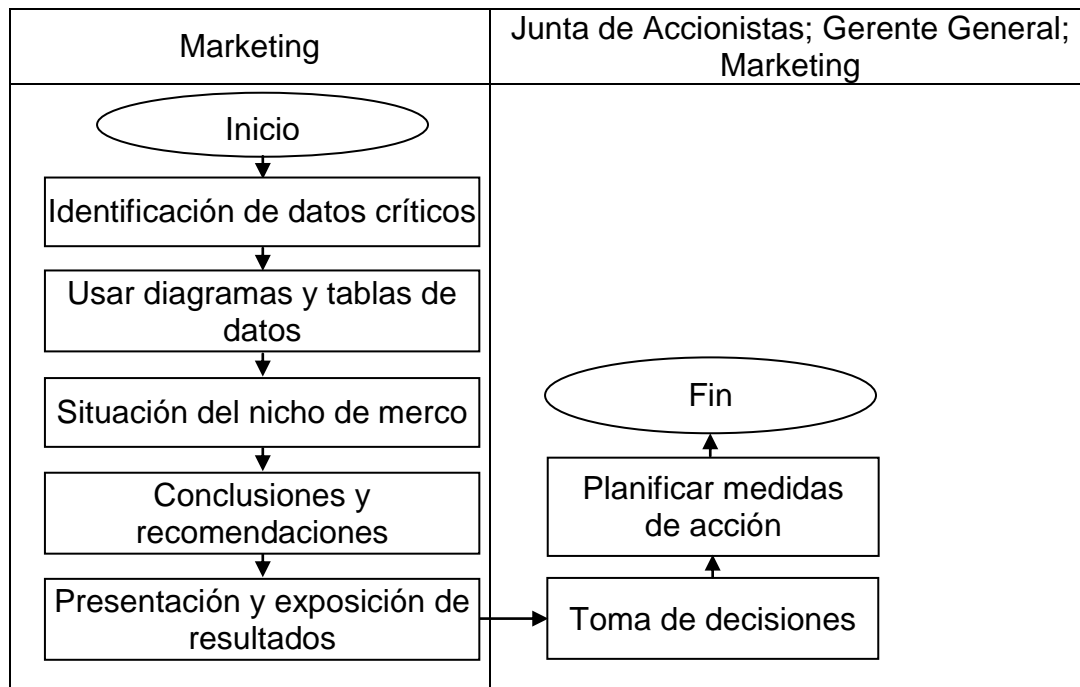 Marketing
Junta de Accionistas; Gerente General;
Marketing
Inicio
Identificación de datos críticos
Usar diagramas y tablas de
datos
Situación del nicho de merco
Conclusiones y
recomendaciones
Presentación y exposición de
resultados
Fin
Planificar medidas
de acción
Toma de decisiones